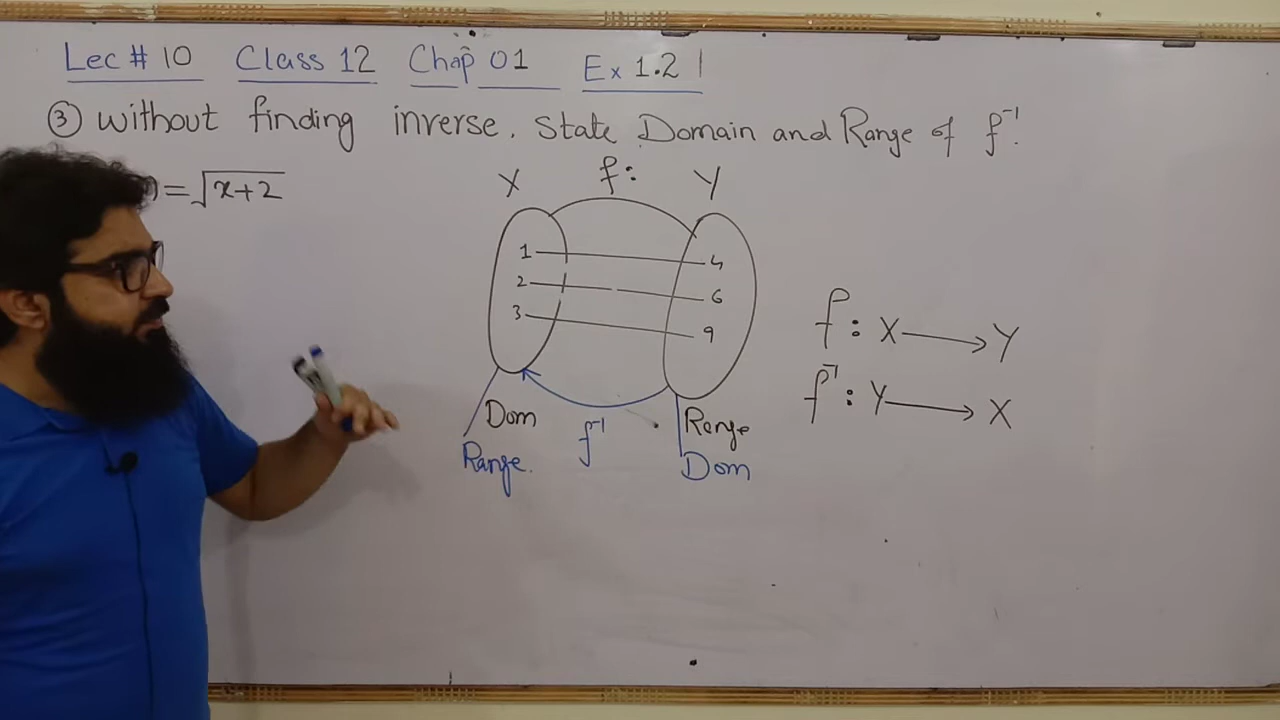 Lec # 10 Class 12 Chap 01 Ex 1.2
③ without finding inverse. State Domain and Range of f⁻¹.
) = √x+2
X f: Y
1 4
2 6
3 9
f: X → Y
f⁻¹: Y → X
Dom f⁻¹ Range
Range. Dom